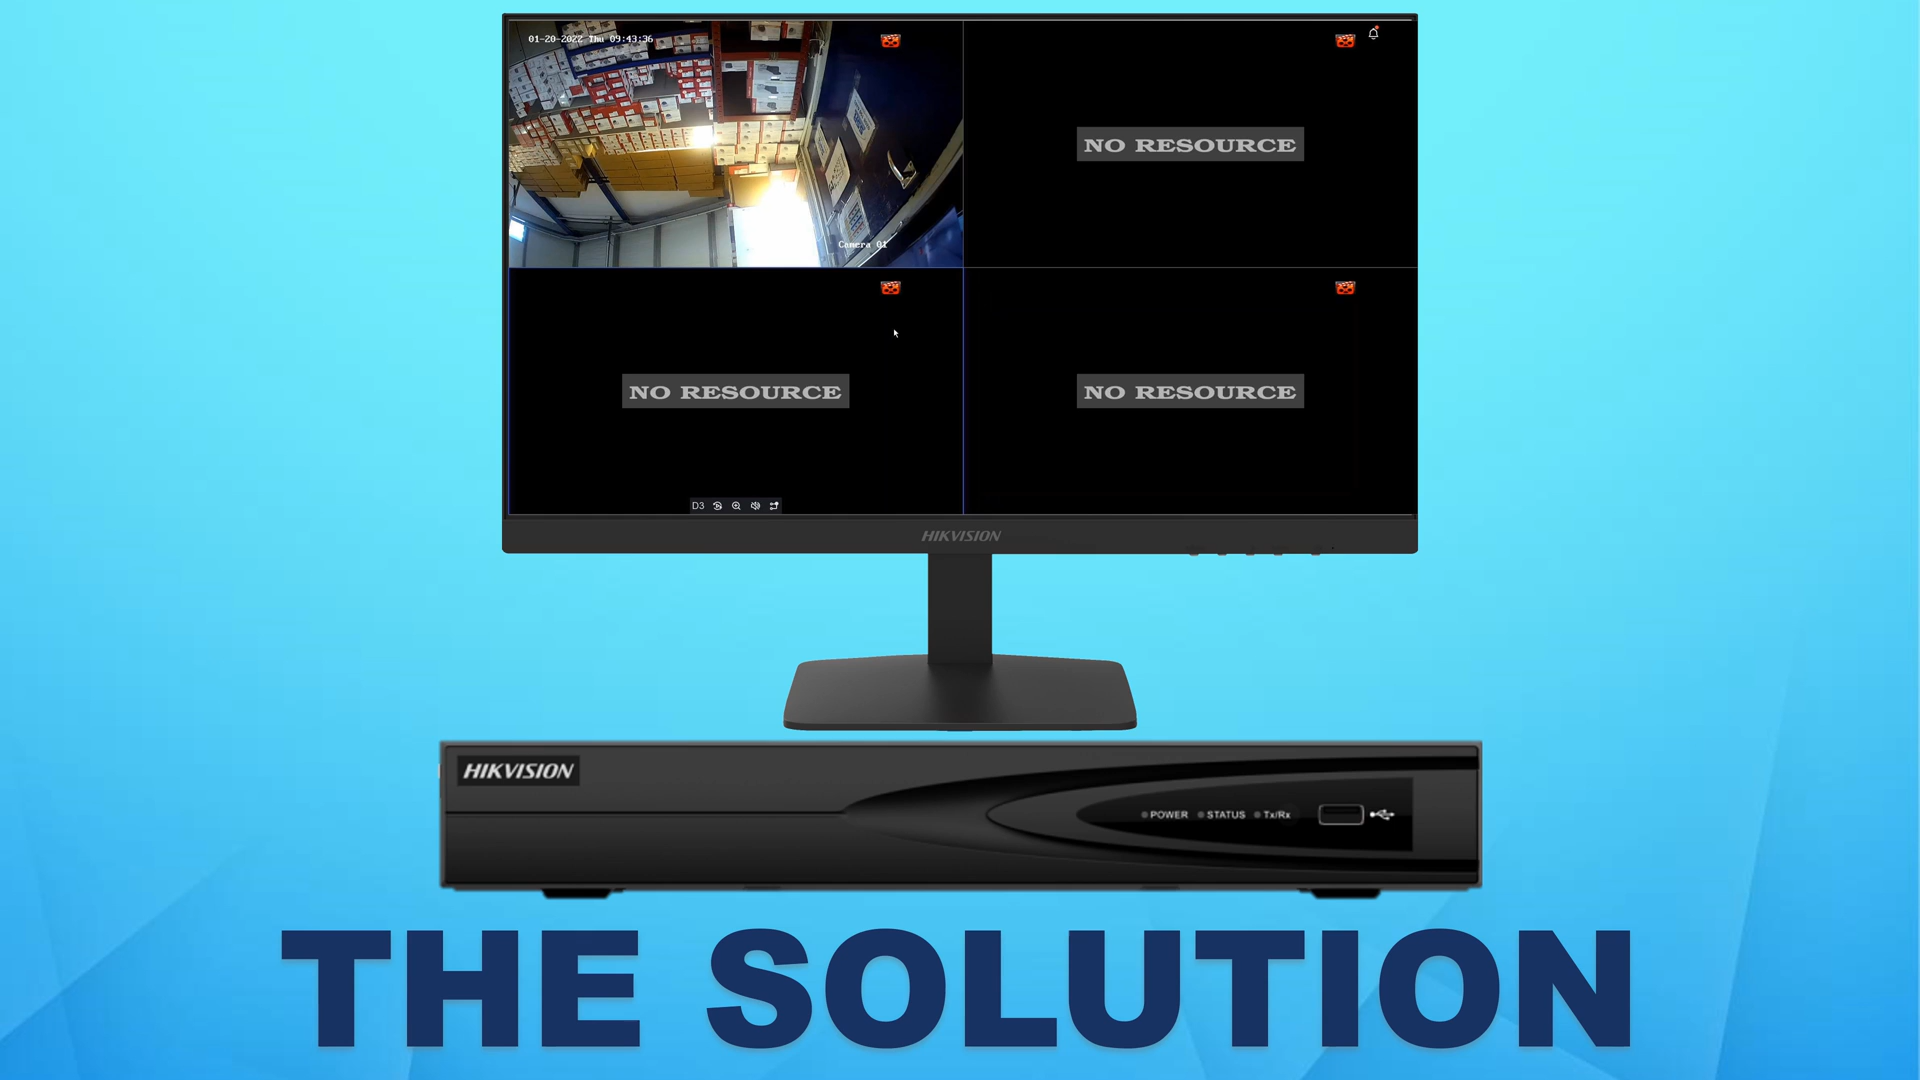 01-20-2022 Thu 09:43:36
Camera 01
NO RESOURCE
NO RESOURCE
NO RESOURCE
D3
HIKVISION
HIKVISION
POWER STATUS Tx/Rx
THE SOLUTION